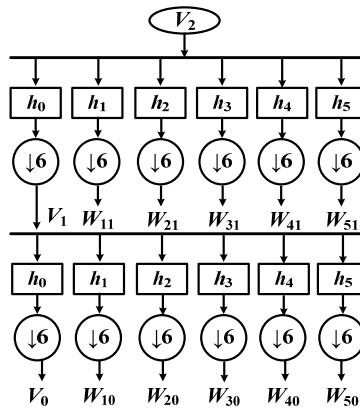 V₂
h₀ h₁ h₂ h₃ h₄ h₅
↓6 ↓6 ↓6 ↓6 ↓6 ↓6
V₁ W₁₁ W₂₁ W₃₁ W₄₁ W₅₁
h₀ h₁ h₂ h₃ h₄ h₅
↓6 ↓6 ↓6 ↓6 ↓6 ↓6
V₀ W₁₀ W₂₀ W₃₀ W₄₀ W₅₀